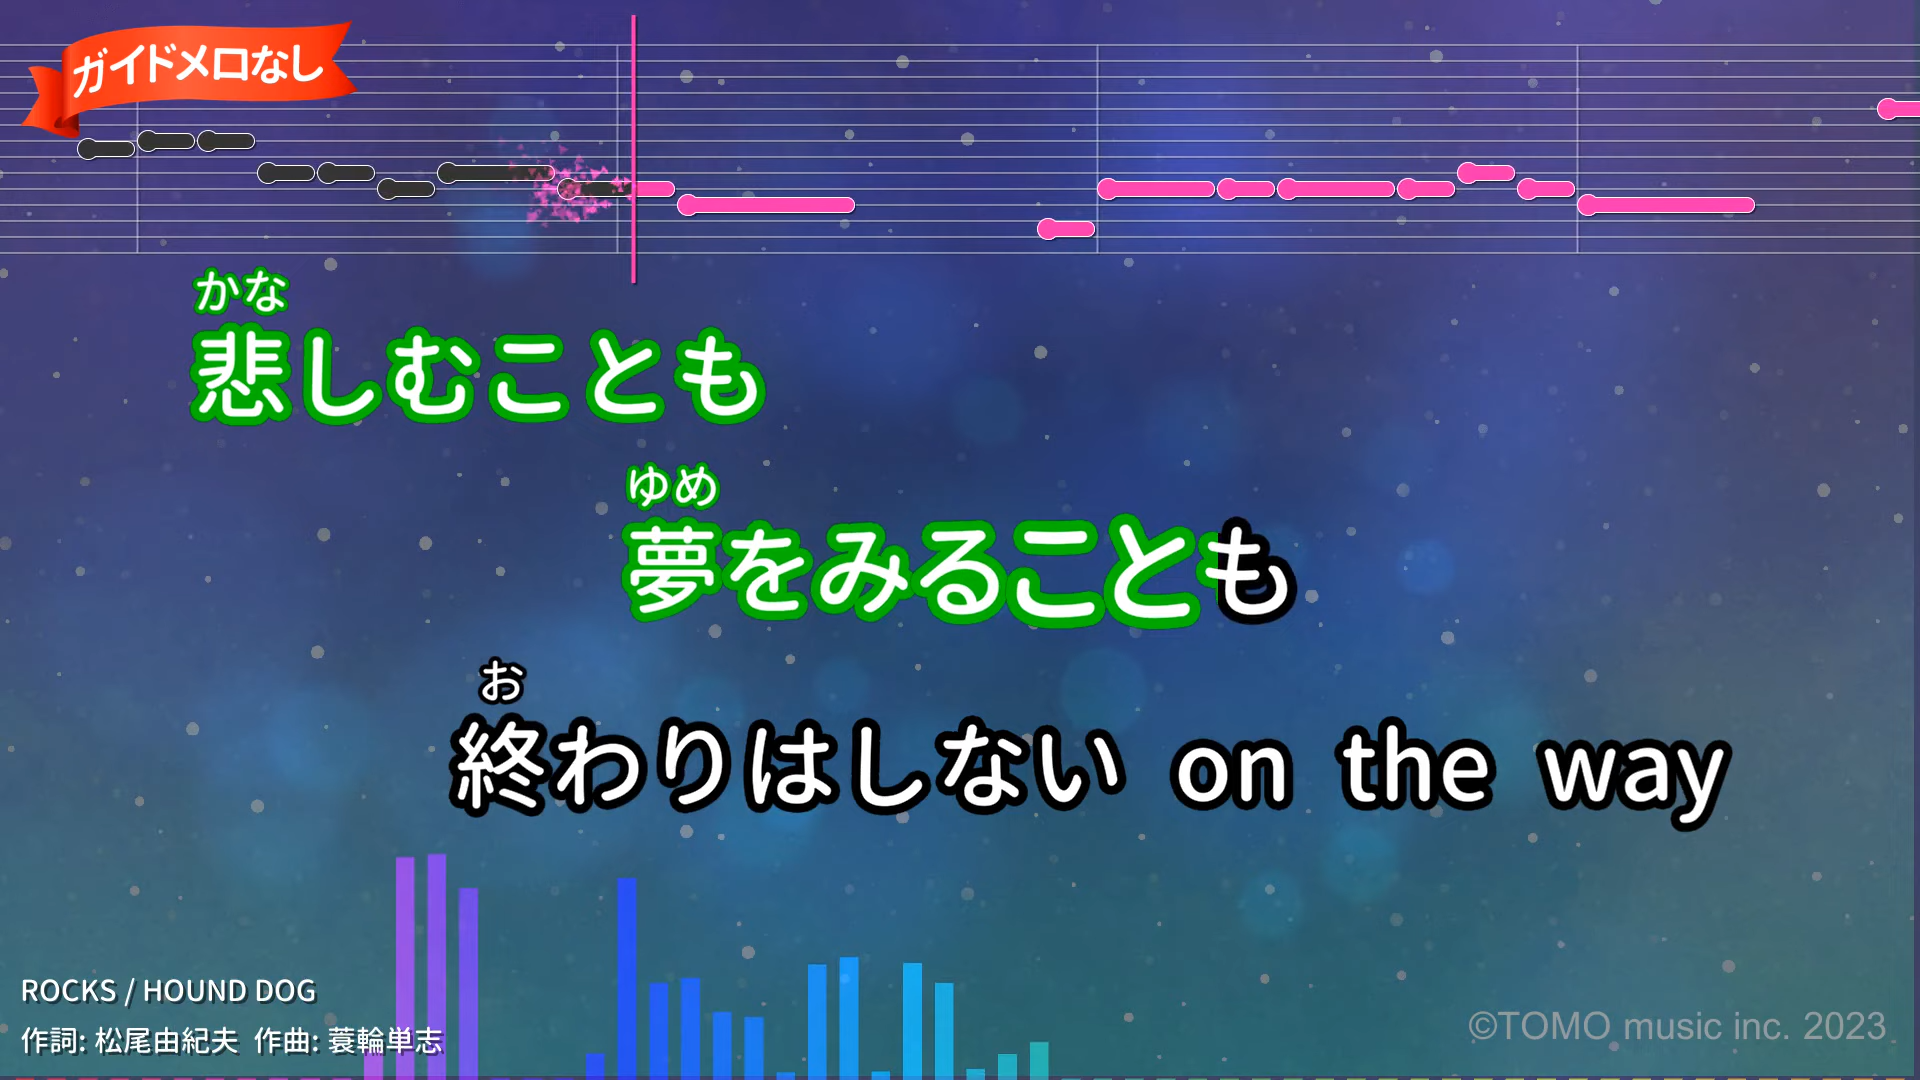 ガイドメロなし
かな
悲しむことも
ゆめ
夢をみることも
お
終わりはしない on the way
ROCKS / HOUND DOG
作詞: 松尾由紀夫 作曲: 蓑輪単志
©TOMO music inc. 2023